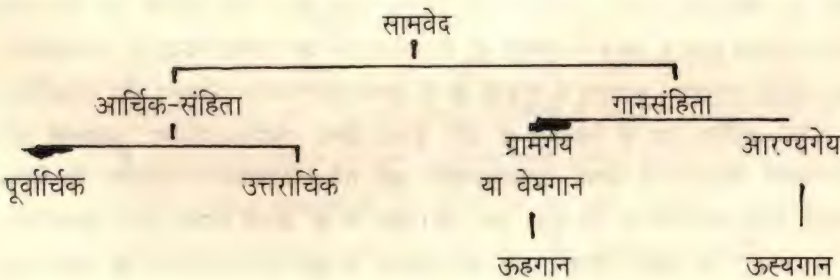 सामवेद
आर्चिक-संहिता गानसंहिता
ग्रामगेय आरण्यगेय
पूर्वार्चिक उत्तरार्चिक या वेयगान
ऊहगान ऊह्यगान